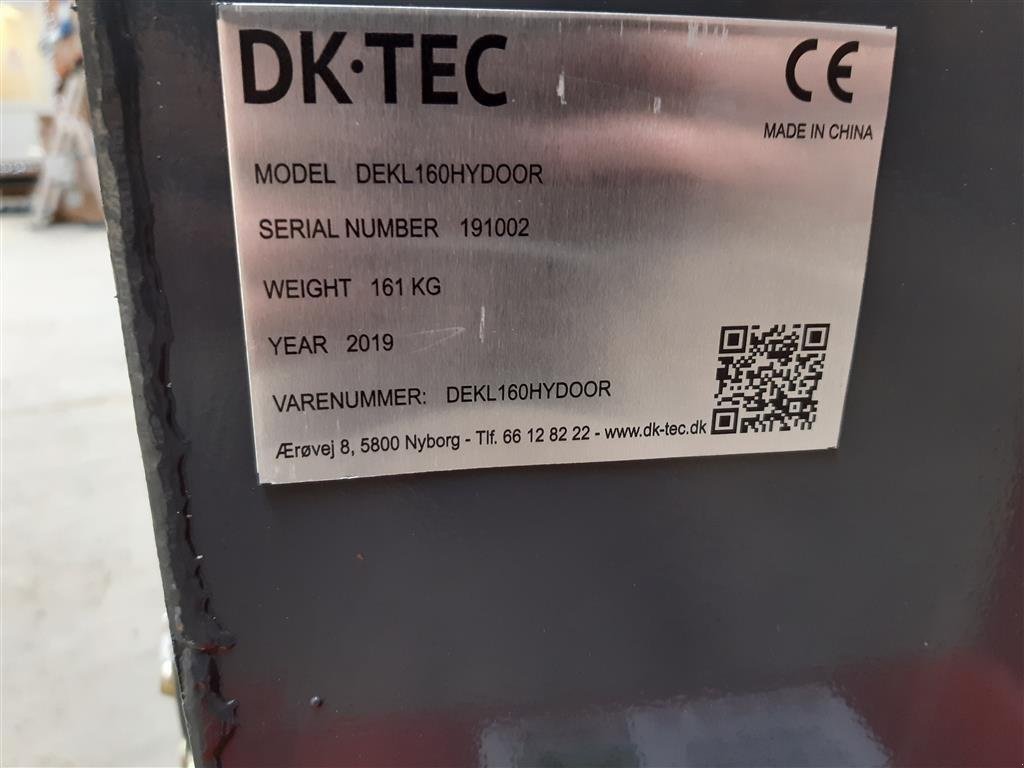 DK·TEC
CE
MADE IN CHINA
MODEL DEKL160HYDOOR
SERIAL NUMBER 191002
WEIGHT 161 KG
YEAR 2019
VARENUMMER: DEKL160HYDOOR
Ærøvej 8, 5800 Nyborg - Tlf. 66 12 82 22 - www.dk-tec.dk